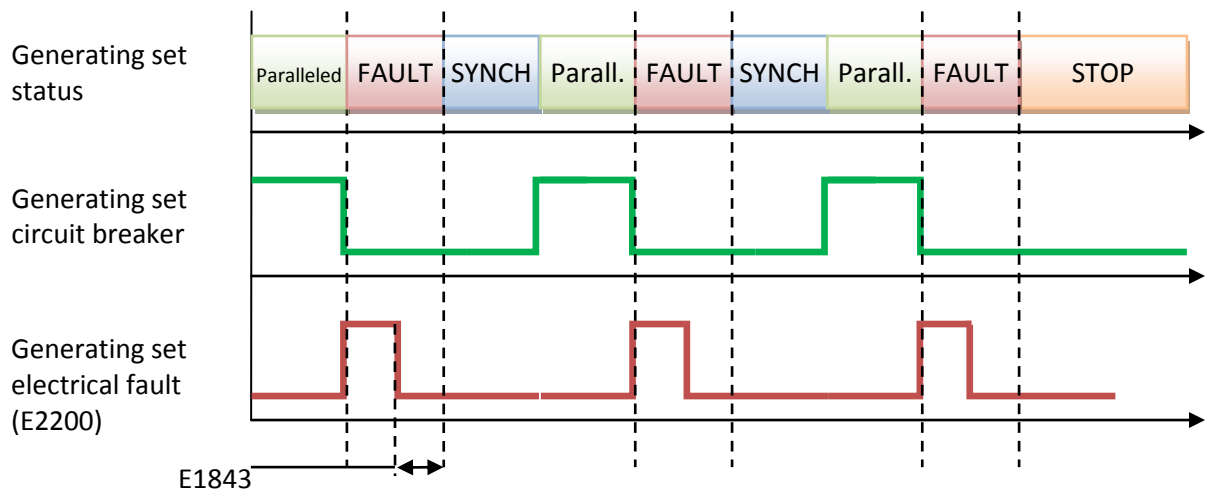 Generating set
status
Paralleled FAULT SYNCH Parall. FAULT SYNCH Parall. FAULT STOP
Generating set
circuit breaker
Generating set
electrical fault
(E2200)
E1843